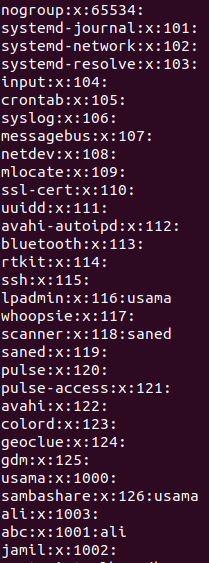 nogroup:x:65534:
systemd-journal:x:101:
systemd-network:x:102:
systemd-resolve:x:103:
input:x:104:
crontab:x:105:
syslog:x:106:
messagebus:x:107:
netdev:x:108:
mlocate:x:109:
ssl-cert:x:110:
uuidd:x:111:
avahi-autoipd:x:112:
bluetooth:x:113:
rtkit:x:114:
ssh:x:115:
lpadmin:x:116:usama
whoopsie:x:117:
scanner:x:118:saned
saned:x:119:
pulse:x:120:
pulse-access:x:121:
avahi:x:122:
colord:x:123:
geoclue:x:124:
gdm:x:125:
usama:x:1000:
sambashare:x:126:usama
ali:x:1003:
abc:x:1001:ali
jamil:x:1002: